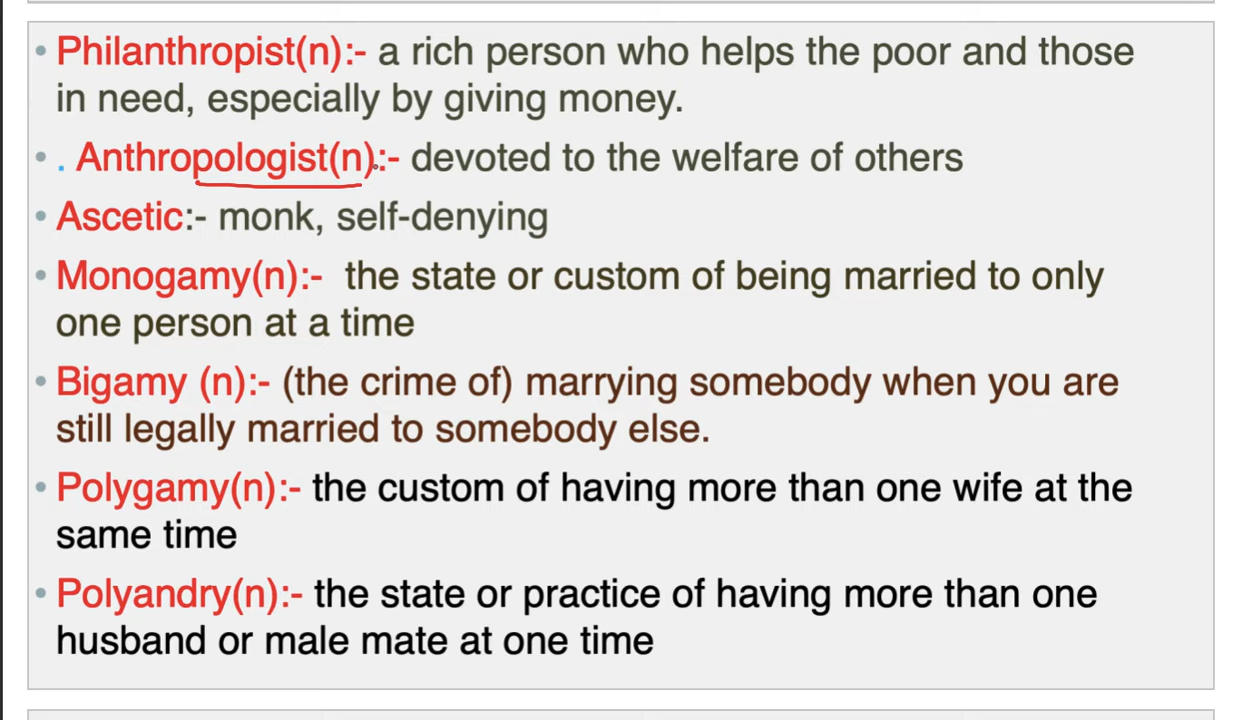 • Philanthropist(n):- a rich person who helps the poor and those
in need, especially by giving money.
• . Anthropologist(n):- devoted to the welfare of others
• Ascetic:- monk, self-denying
• Monogamy(n):- the state or custom of being married to only
one person at a time
• Bigamy (n):- (the crime of) marrying somebody when you are
still legally married to somebody else.
• Polygamy(n):- the custom of having more than one wife at the
same time
• Polyandry(n):- the state or practice of having more than one
husband or male mate at one time